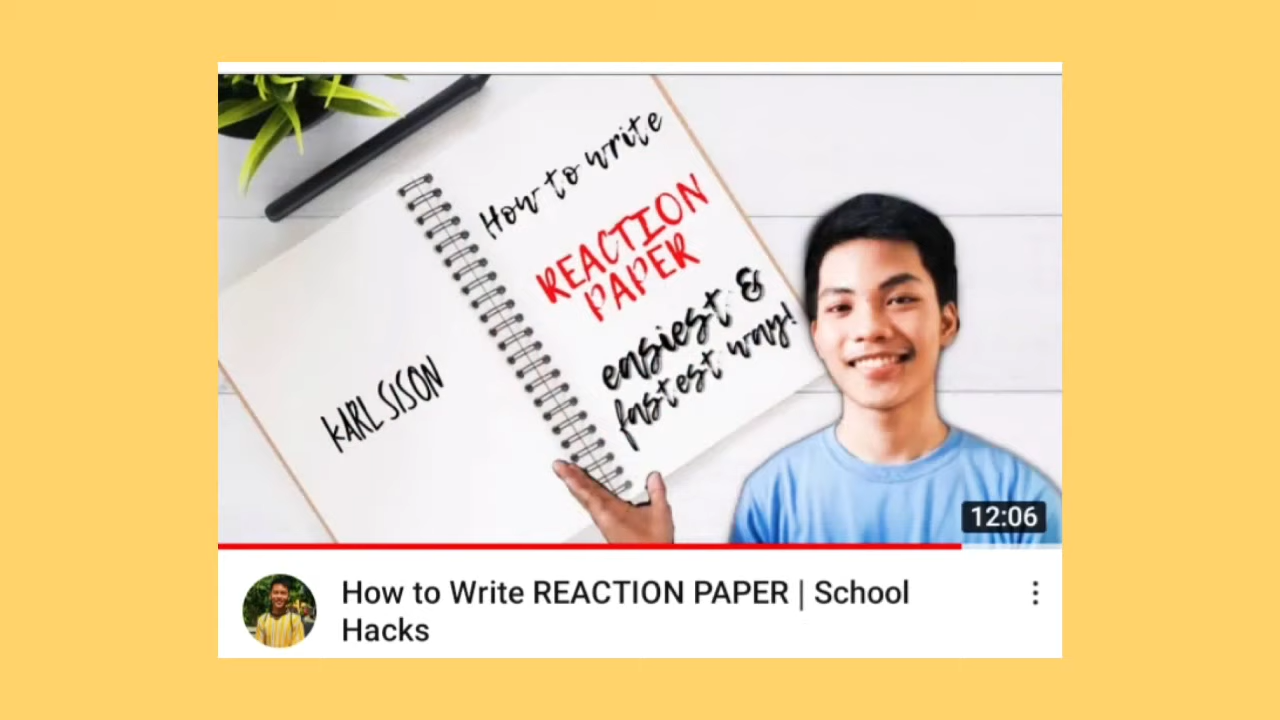 How to write
REACTION
PAPER
easiest &
fastest way!
KARL SISON
12:06
How to Write REACTION PAPER | School
Hacks